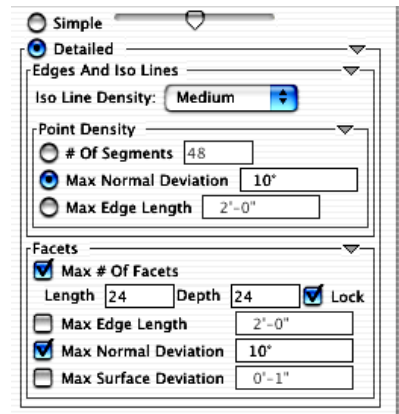 Simple
Detailed
Edges And Iso Lines
Iso Line Density: Medium
Point Density
# Of Segments 48
Max Normal Deviation 10°
Max Edge Length 2'-0"
Facets
Max # Of Facets
Length 24 Depth 24 Lock
Max Edge Length 2'-0"
Max Normal Deviation 10°
Max Surface Deviation 0'-1"